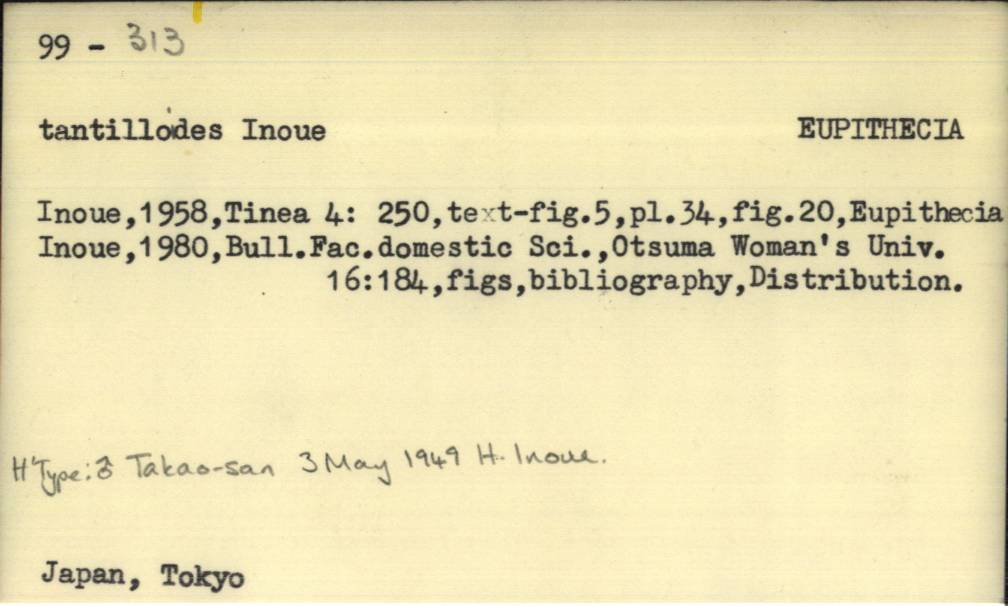 99 - 313
tantilloides Inoue EUPITHECIA
Inoue,1958,Tinea 4: 250,text-fig.5,pl.34,fig.20,Eupithecia
Inoue,1980,Bull.Fac.domestic Sci.,Otsuma Woman's Univ.
16:184,figs,bibliography,Distribution.
H'Type:♂ Takao-san 3 May 1949 H. Inoue.
Japan, Tokyo